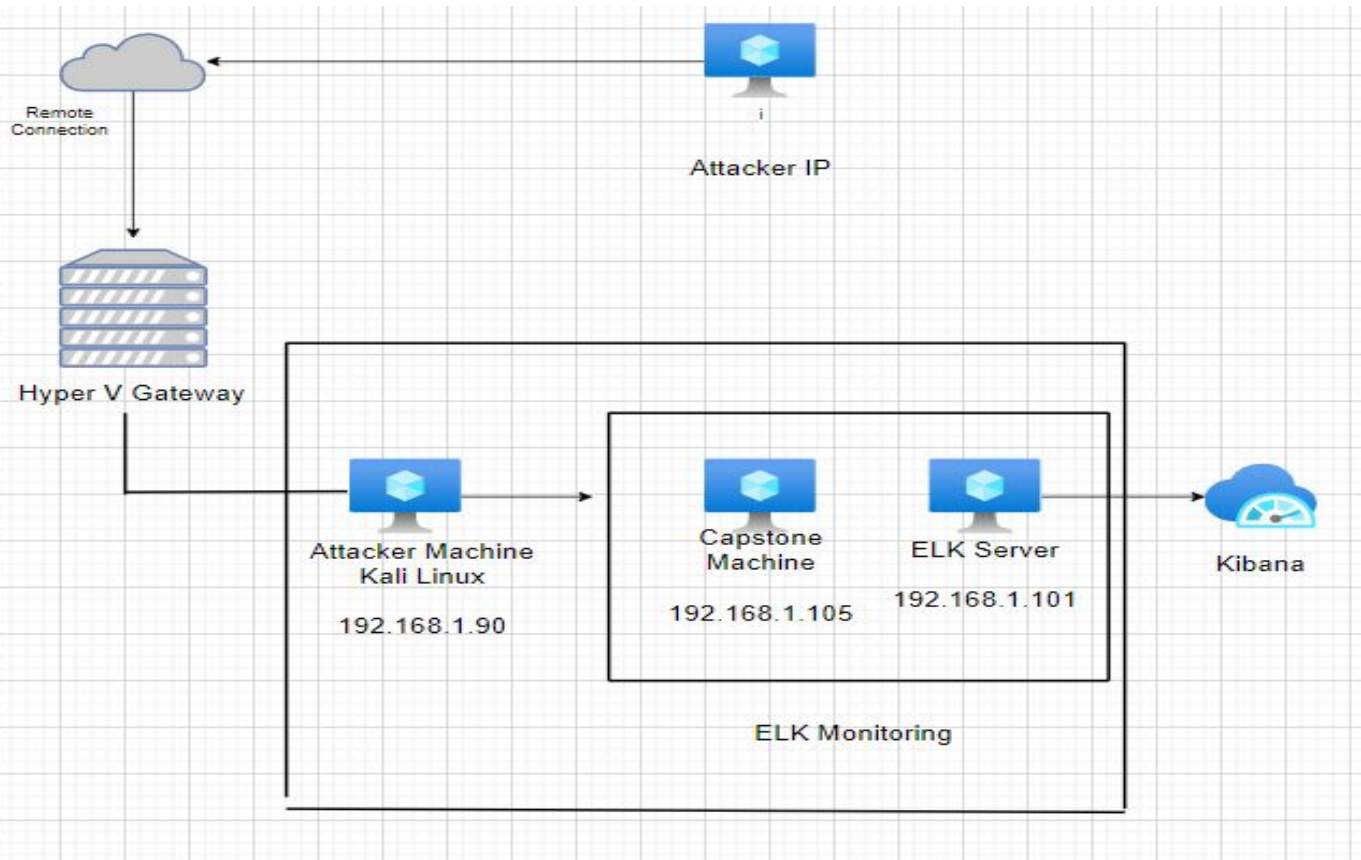 Remote
Connection
i
Attacker IP
Hyper V Gateway
Attacker Machine
Kali Linux
192.168.1.90
Capstone
Machine
192.168.1.105
ELK Server
192.168.1.101
Kibana
ELK Monitoring